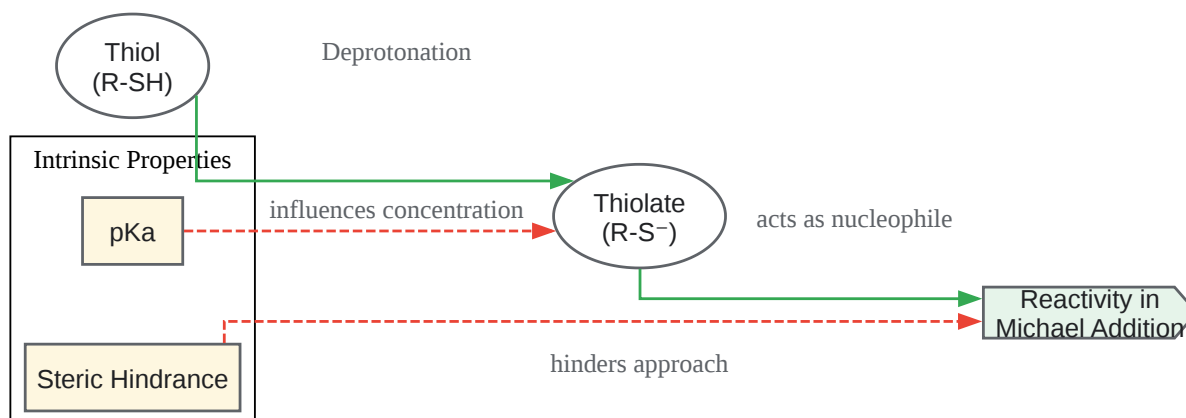 Thiol
(R-SH)
Deprotonation
Intrinsic Properties
pKa
influences concentration
Thiolate
(R-S⁻)
acts as nucleophile
Reactivity in
Michael Addition
Steric Hindrance
hinders approach